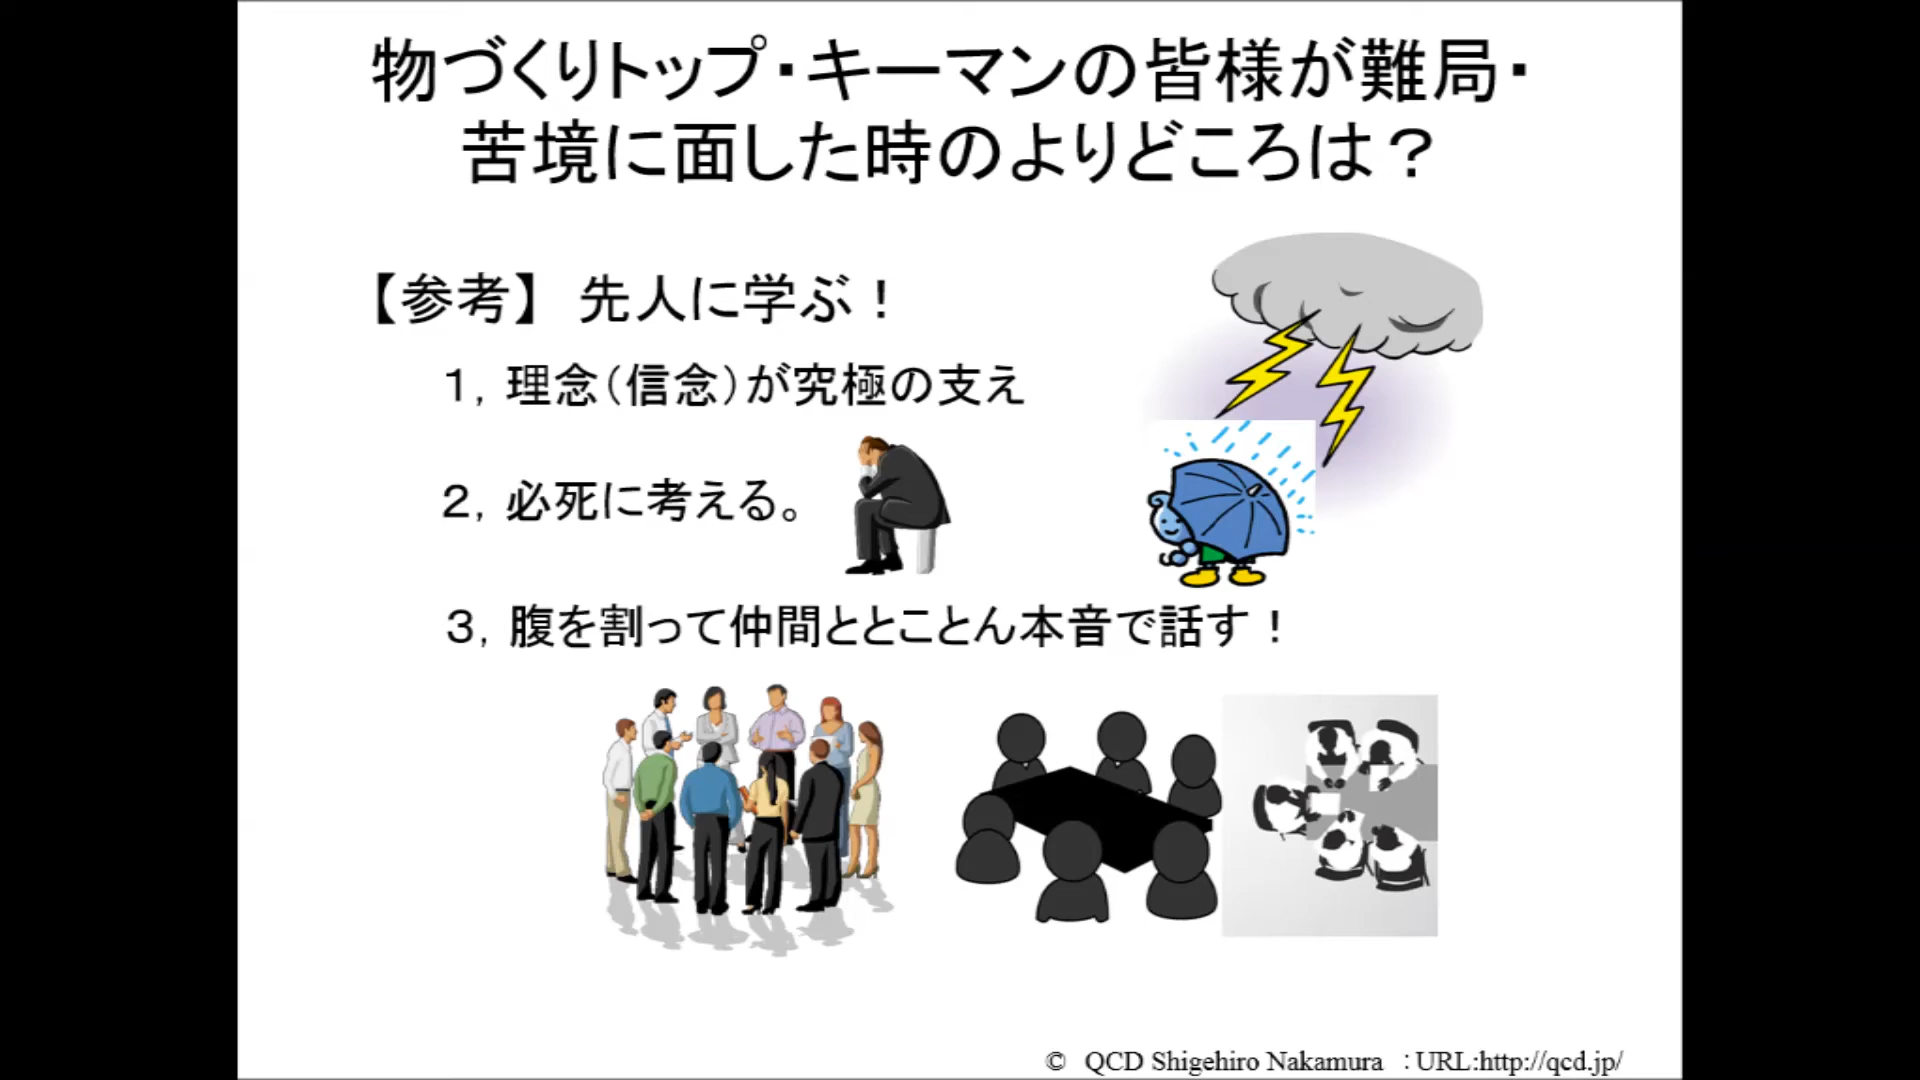 物づくりトップ・キーマンの皆様が難局・
苦境に面した時のよりどころは？
【参考】 先人に学ぶ！
１，理念（信念）が究極の支え
２，必死に考える。
３，腹を割って仲間ととことん本音で話す！
© QCD Shigehiro Nakamura ：URL:http://qcd.jp/